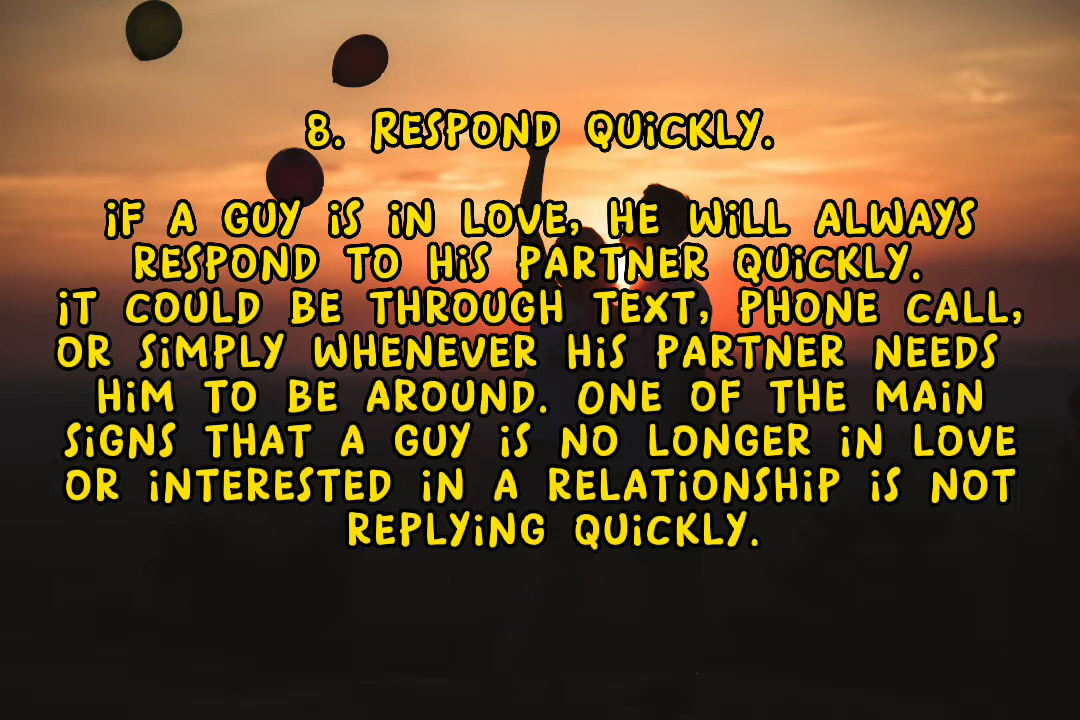 8. RESPOND QUiCKLY.
iF A GUY iS iN LOVE, HE WiLL ALWAYS
RESPOND TO HiS PARTNER QUiCKLY.
iT COULD BE THROUGH TEXT, PHONE CALL,
OR SiMPLY WHENEVER HiS PARTNER NEEDS
HiM TO BE AROUND. ONE OF THE MAiN
SiGNS THAT A GUY iS NO LONGER iN LOVE
OR iNTERESTED iN A RELATiONSHiP iS NOT
REPLYiNG QUiCKLY.